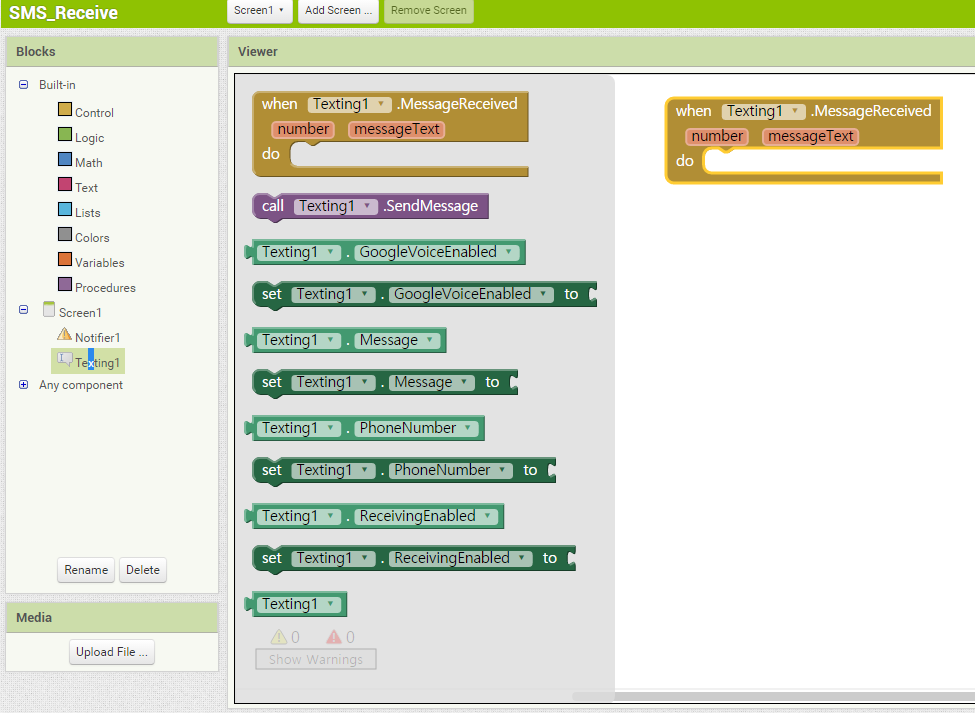 SMS_Receive
Screen1
Add Screen ...
Remove Screen
Blocks
Built-in
Control
Logic
Math
Text
Lists
Colors
Variables
Procedures
Screen1
Notifier1
Texting1
Any component
Rename
Delete
Media
Upload File ...
Viewer
when Texting1 .MessageReceived
number messageText
do
call Texting1 .SendMessage
Texting1 . GoogleVoiceEnabled
set Texting1 . GoogleVoiceEnabled to
Texting1 . Message
set Texting1 . Message to
Texting1 . PhoneNumber
set Texting1 . PhoneNumber to
Texting1 . ReceivingEnabled
set Texting1 . ReceivingEnabled to
Texting1
0 0
Show Warnings
when Texting1 .MessageReceived
number messageText
do